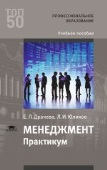 ТОП
50
ПРОФЕССИОНАЛЬНОЕ
ОБРАЗОВАНИЕ
Учебное пособие
Е. Л. Драчева, Л. И. Юликов
МЕНЕДЖМЕНТ
Практикум